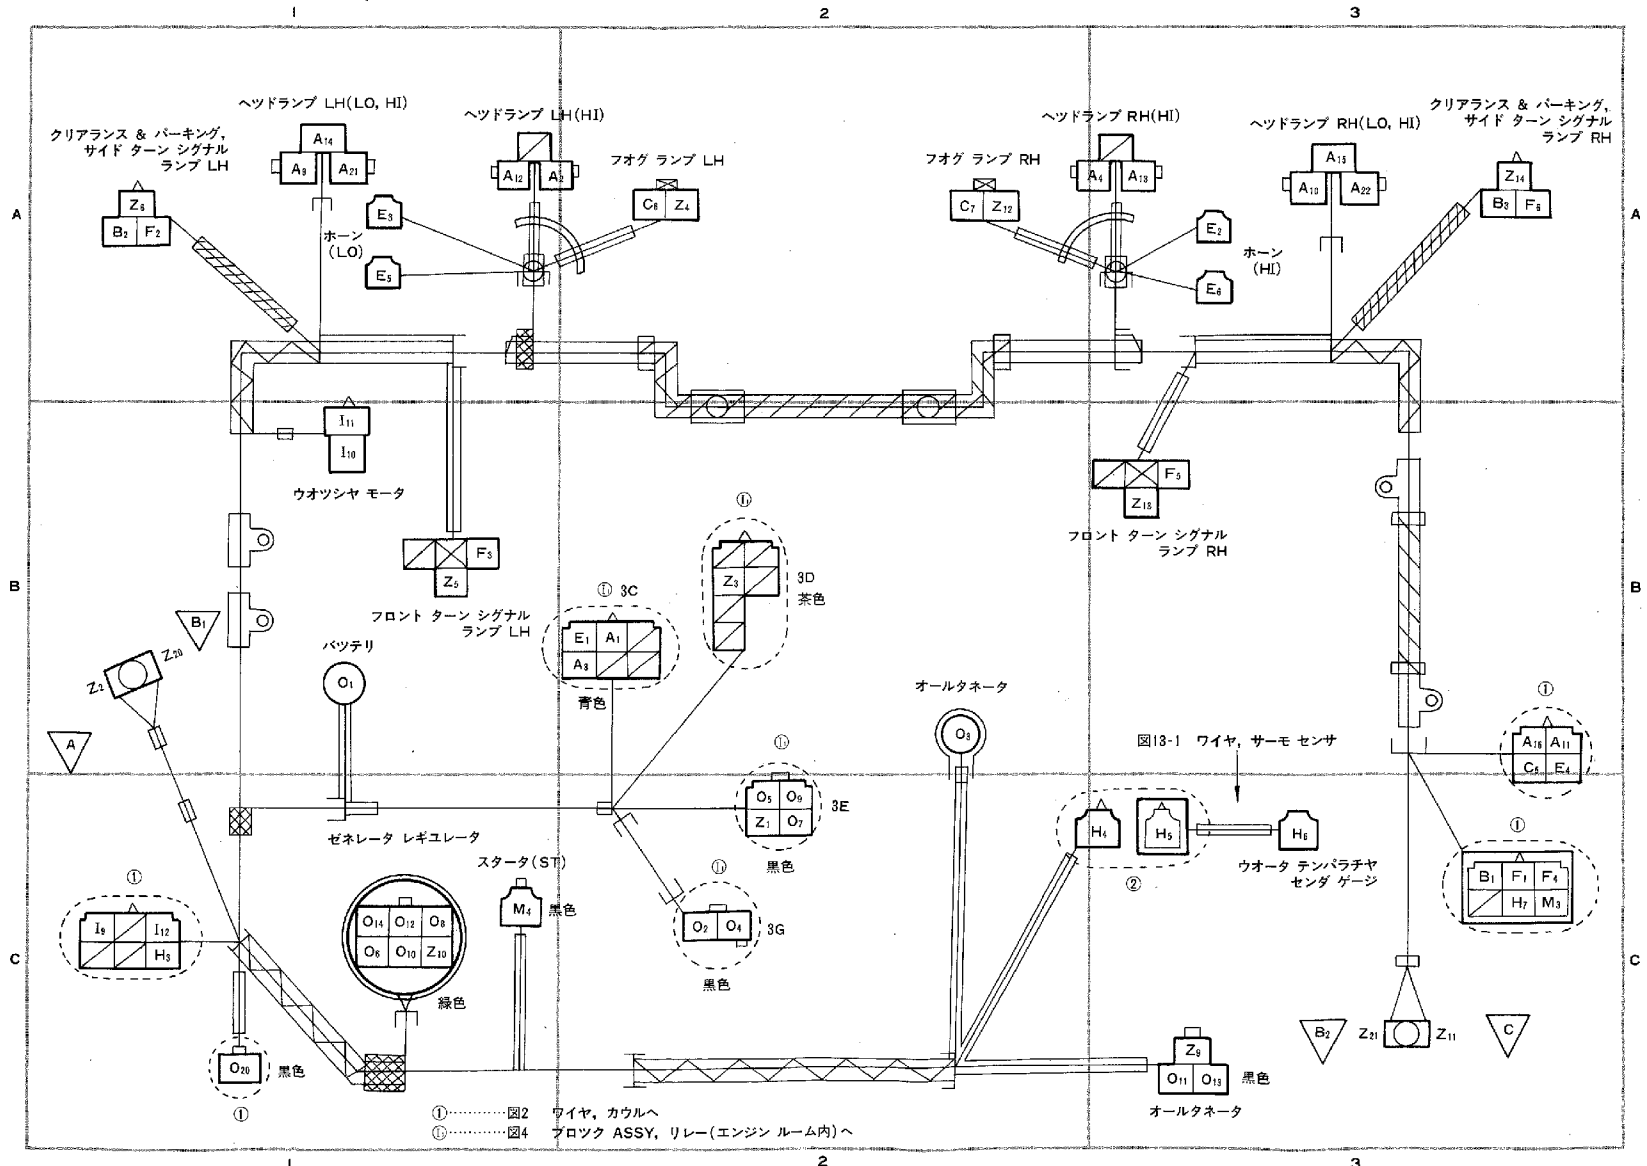 1 2 3
ヘツドランプ LH(LO, HI)
クリアランス & パーキング,
サイド ターン シグナル
ランプ LH
ヘツドランプ LH(HI)
フオグ ランプ LH
フオグ ランプ RH
ヘツドランプ RH(HI)
ヘツドランプ RH(LO, HI)
クリアランス & パーキング,
サイド ターン シグナル
ランプ RH
A14
A9 A21
A12 A2
C6 Z4
C7 Z12
A4 A13
A15
A10 A22
Z14
B3 F6
Z6
B2 F2
A
A
E3
ホーン
(LO)
E5
E2
ホーン
(HI)
E6
I11
I10
ウオツシヤ モータ
F5
Z13
フロント ターン シグナル
ランプ RH
F3
Z5
フロント ターン シグナル
ランプ LH
B
B
Z3
3D
茶色
3C
E1 A1
A3
青色
B1
Z2 Z20
A
バツテリ
O1
オールタネータ
O3
図13-1 ワイヤ, サーモ センサ
①
A16 A11
C5 E4
O5 O9
Z1 O7
3E
黒色
ゼネレータ レギユレータ
スタータ(ST)
M4 黒色
H4 H5 H6
ウオータ テンパラチヤ
センダ ゲージ
②
①
B1 F1 F4
H7 M3
①
I9 I12
H3
O14 O12 O8
O6 O10 Z10
緑色
O2 O4 3G
黒色
C
C
O20 黒色
①
Z9
O11 O13 黒色
オールタネータ
B2
Z21 Z11
C
①………図2 ワイヤ, カウルへ
………図4 ブロツク ASSY, リレー(エンジン ルーム内)へ
1 2 3